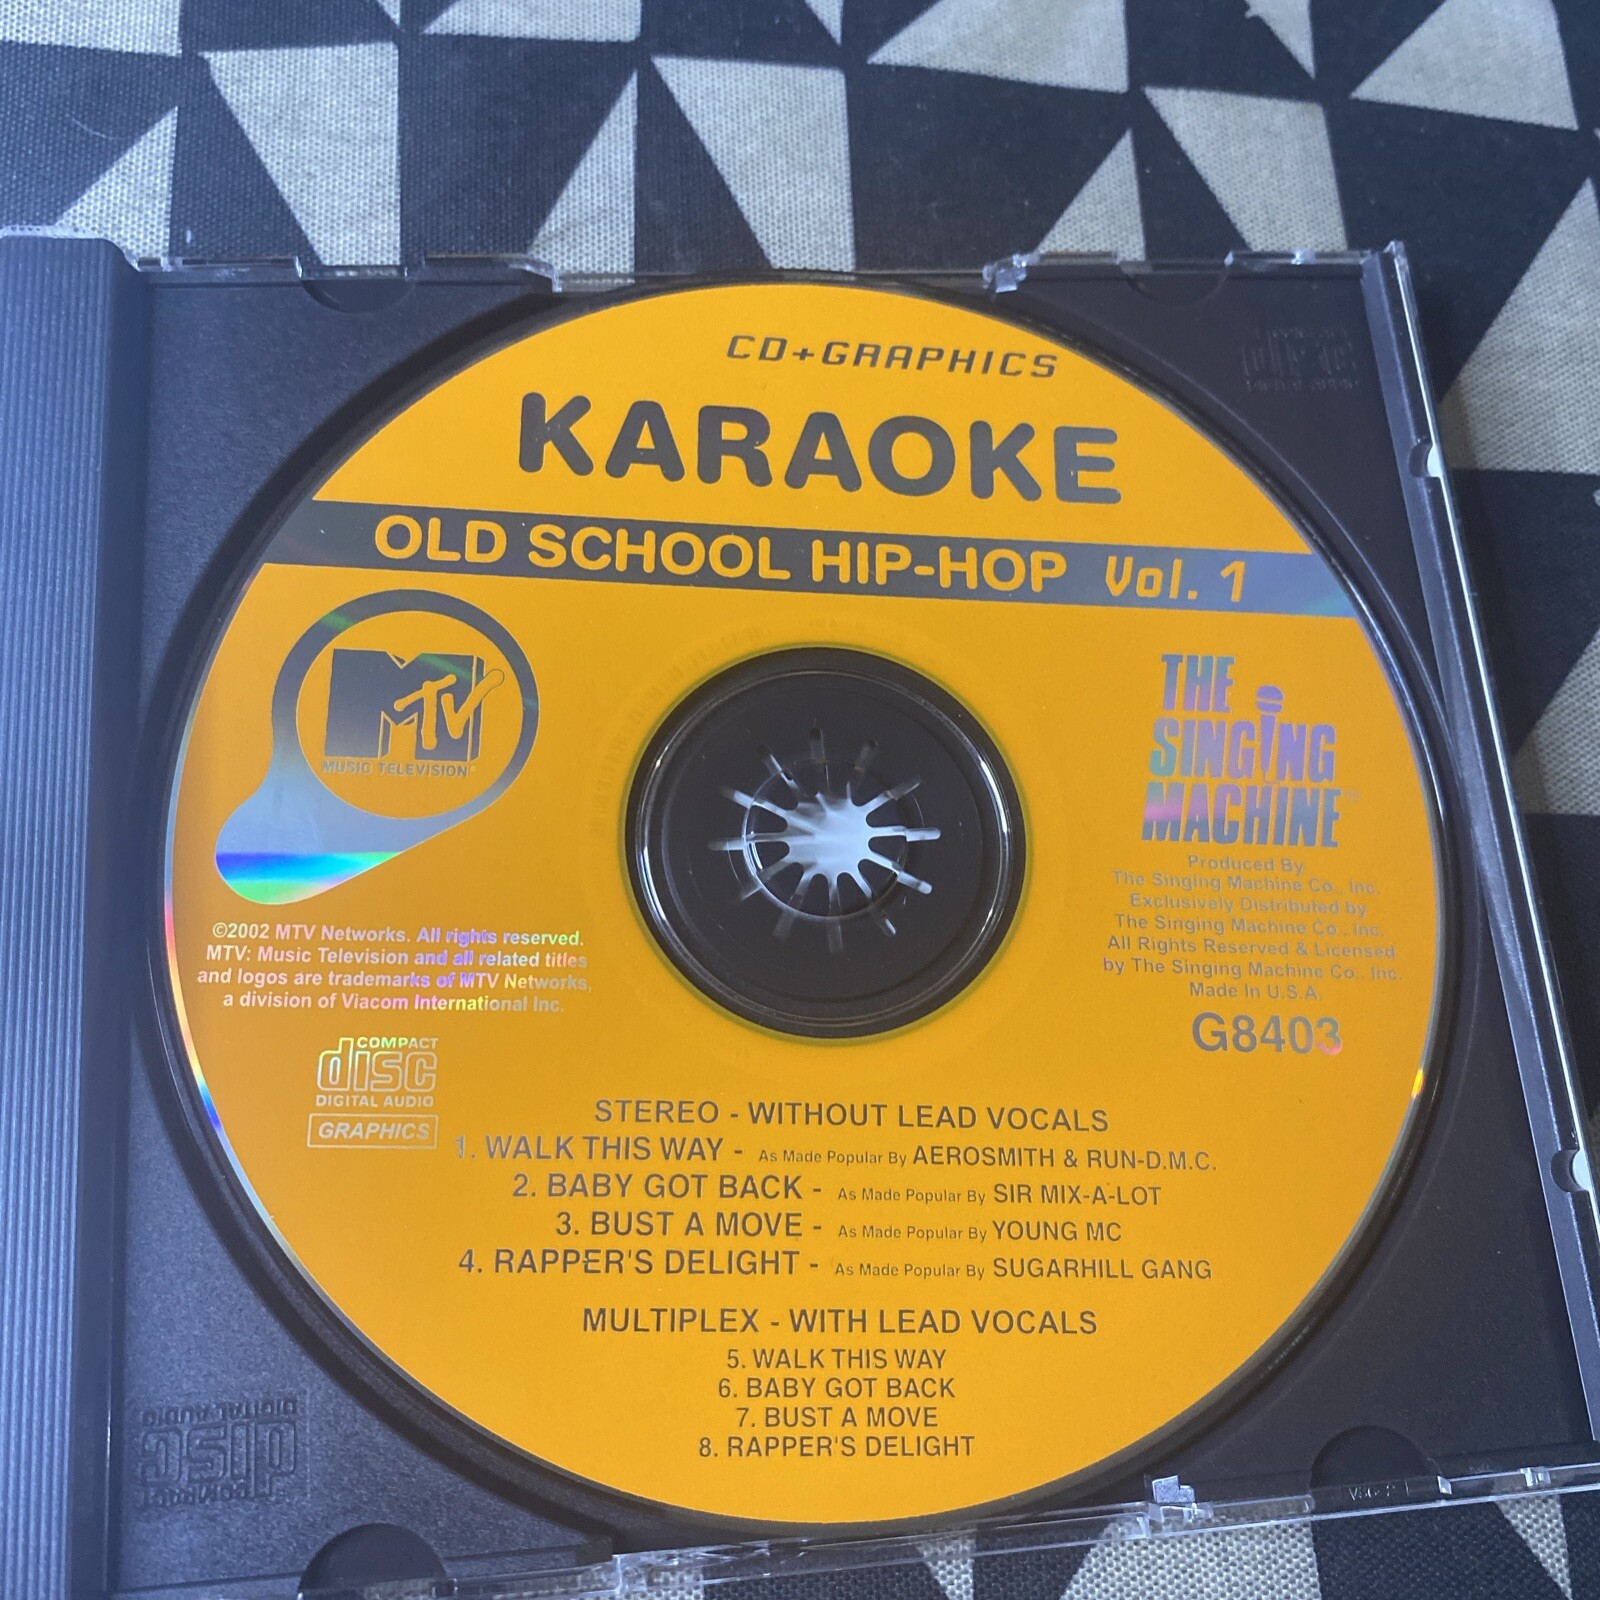 CD+GRAPHICS
KARAOKE
OLD SCHOOL HIP-HOP Vol. 1
MTV
MUSIC TELEVISION®
©2002 MTV Networks. All rights reserved.
MTV: Music Television and all related titles
and logos are trademarks of MTV Networks,
a division of Viacom International Inc.
COMPACT
disc
DIGITAL AUDIO
GRAPHICS
THE
SINGING
MACHINE®
Produced By
The Singing Machine Co., Inc.
Exclusively Distributed by
The Singing Machine Co., Inc.
All Rights Reserved & Licensed
by The Singing Machine Co., Inc.
Made In U.S.A.
G8403
STEREO - WITHOUT LEAD VOCALS
1. WALK THIS WAY - As Made Popular By AEROSMITH & RUN-D.M.C.
2. BABY GOT BACK - As Made Popular By SIR MIX-A-LOT
3. BUST A MOVE - As Made Popular By YOUNG MC
4. RAPPER'S DELIGHT - As Made Popular By SUGARHILL GANG
MULTIPLEX - WITH LEAD VOCALS
5. WALK THIS WAY
6. BABY GOT BACK
7. BUST A MOVE
8. RAPPER'S DELIGHT
COMPACT
disc
DIGITAL AUDIO
disc